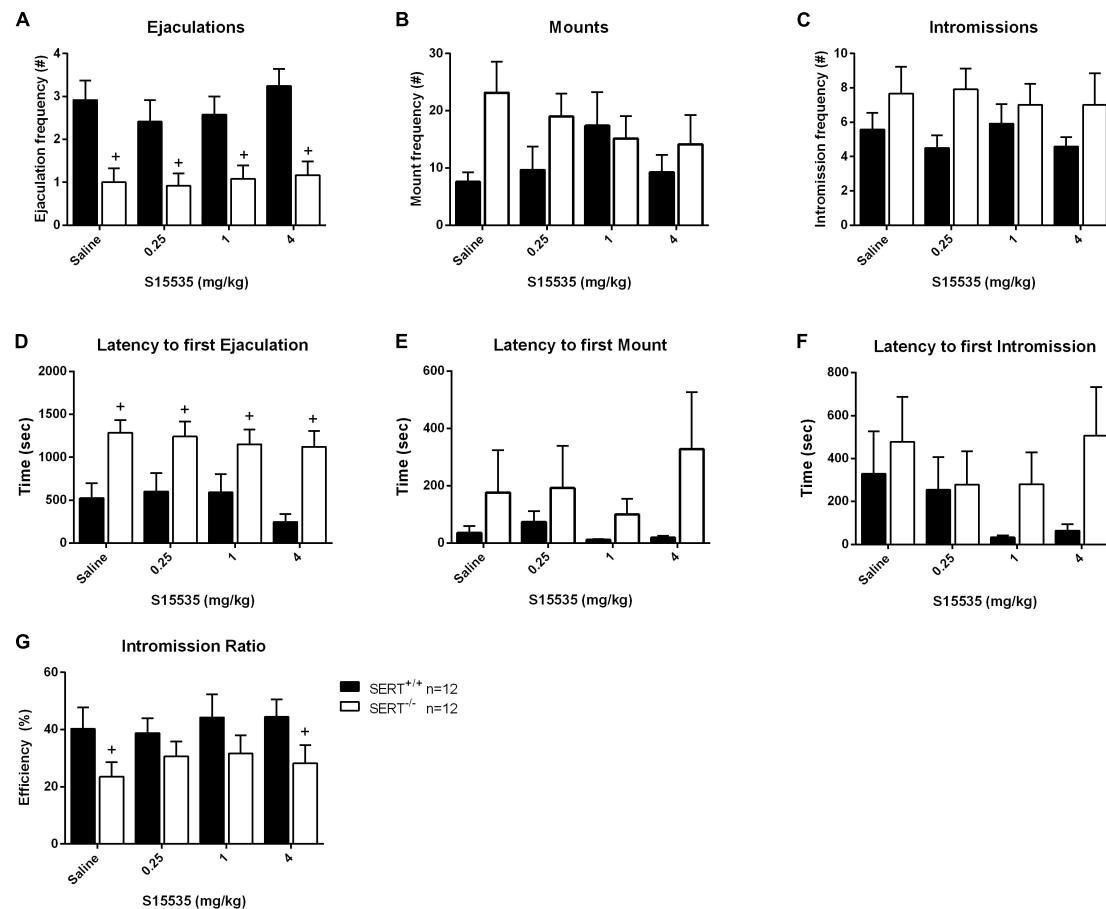 A
Ejaculations
Ejaculation frequency (#)
4
3
2
1
0
+
+
+
+
Saline
0.25
1
4
S15535 (mg/kg)
B
Mounts
Mount frequency (#)
30
20
10
0
Saline
0.25
1
4
S15535 (mg/kg)
C
Intromissions
Intromission frequency (#)
10
8
6
4
2
0
Saline
0.25
1
4
S15535 (mg/kg)
D
Latency to first Ejaculation
Time (sec)
2000
1500
1000
500
0
+
+
+
+
Saline
0.25
1
4
S15535 (mg/kg)
E
Latency to first Mount
Time (sec)
600
400
200
0
Saline
0.25
1
4
S15535 (mg/kg)
F
Latency to first Intromission
Time (sec)
800
600
400
200
0
Saline
0.25
1
4
S15535 (mg/kg)
G
Intromission Ratio
Efficiency (%)
60
40
20
0
+
+
Saline
0.25
1
4
S15535 (mg/kg)
SERT+/+ n=12
SERT-/- n=12